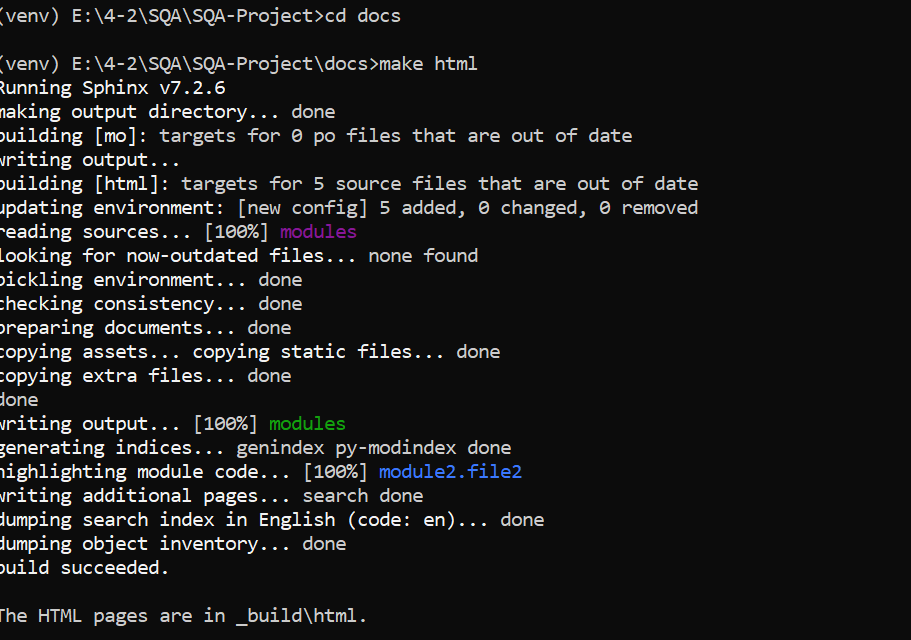 (venv) E:\4-2\SQA\SQA-Project>cd docs
(venv) E:\4-2\SQA\SQA-Project\docs>make html
Running Sphinx v7.2.6
making output directory... done
building [mo]: targets for 0 po files that are out of date
writing output...
building [html]: targets for 5 source files that are out of date
updating environment: [new config] 5 added, 0 changed, 0 removed
reading sources... [100%] modules
looking for now-outdated files... none found
pickling environment... done
checking consistency... done
preparing documents... done
copying assets... copying static files... done
copying extra files... done
done
writing output... [100%] modules
generating indices... genindex py-modindex done
highlighting module code... [100%] module2.file2
writing additional pages... search done
dumping search index in English (code: en)... done
dumping object inventory... done
build succeeded.
The HTML pages are in _build\html.